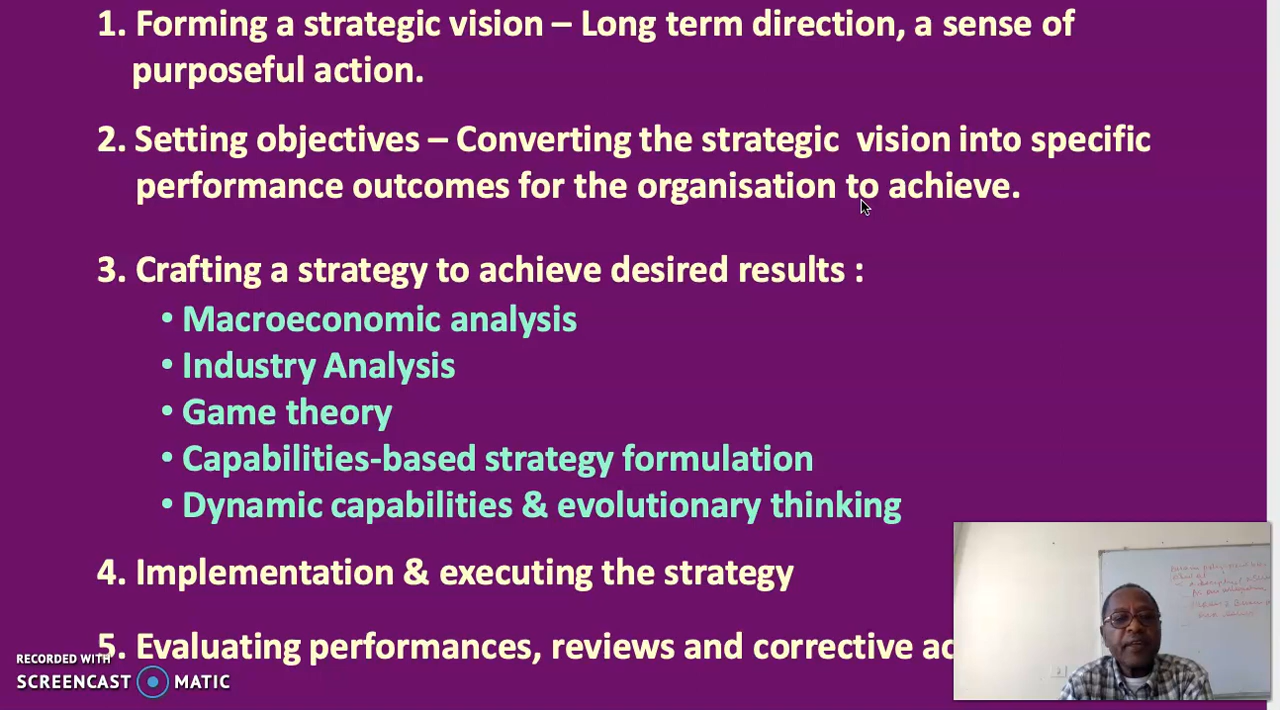 1. Forming a strategic vision – Long term direction, a sense of
purposeful action.
2. Setting objectives – Converting the strategic vision into specific
performance outcomes for the organisation to achieve.
3. Crafting a strategy to achieve desired results :
• Macroeconomic analysis
• Industry Analysis
• Game theory
• Capabilities-based strategy formulation
• Dynamic capabilities & evolutionary thinking
4. Implementation & executing the strategy
5. Evaluating performances, reviews and corrective ac
RECORDED WITH
SCREENCAST MATIC